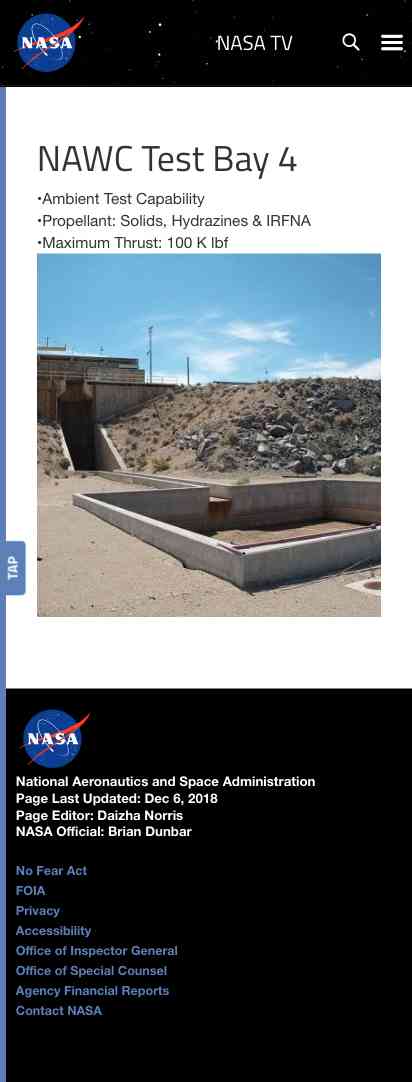 NASA
NASA TV
NAWC Test Bay 4
•Ambient Test Capability
•Propellant: Solids, Hydrazines & IRFNA
•Maximum Thrust: 100 K lbf
TAP
NASA
National Aeronautics and Space Administration
Page Last Updated: Dec 6, 2018
Page Editor: Daizha Norris
NASA Official: Brian Dunbar
No Fear Act
FOIA
Privacy
Accessibility
Office of Inspector General
Office of Special Counsel
Agency Financial Reports
Contact NASA